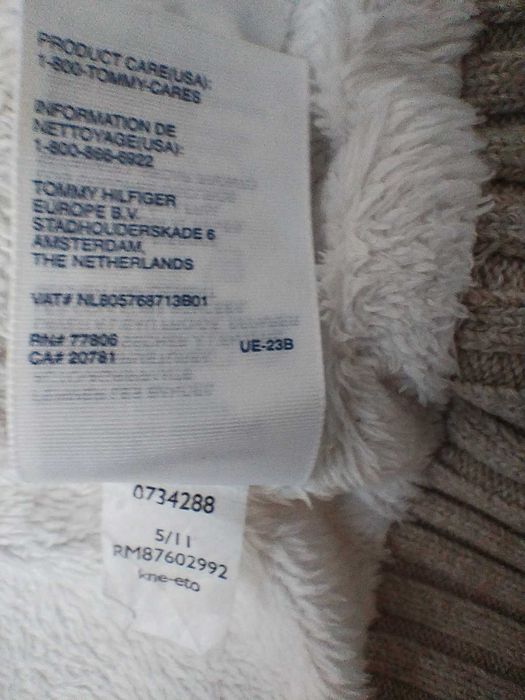 PRODUCT CARE(USA):
1-800-TOMMY-CARES
INFORMATION DE
NETTOYAGE(USA):
1-800-866-6922
TOMMY HILFIGER
EUROPE B.V.
STADHOUDERSKADE 6
AMSTERDAM,
THE NETHERLANDS
VAT# NL805768713B01
RN# 77806
CA# 20781
UE-23B
0734288
5/11
RM87602992
kne-eto